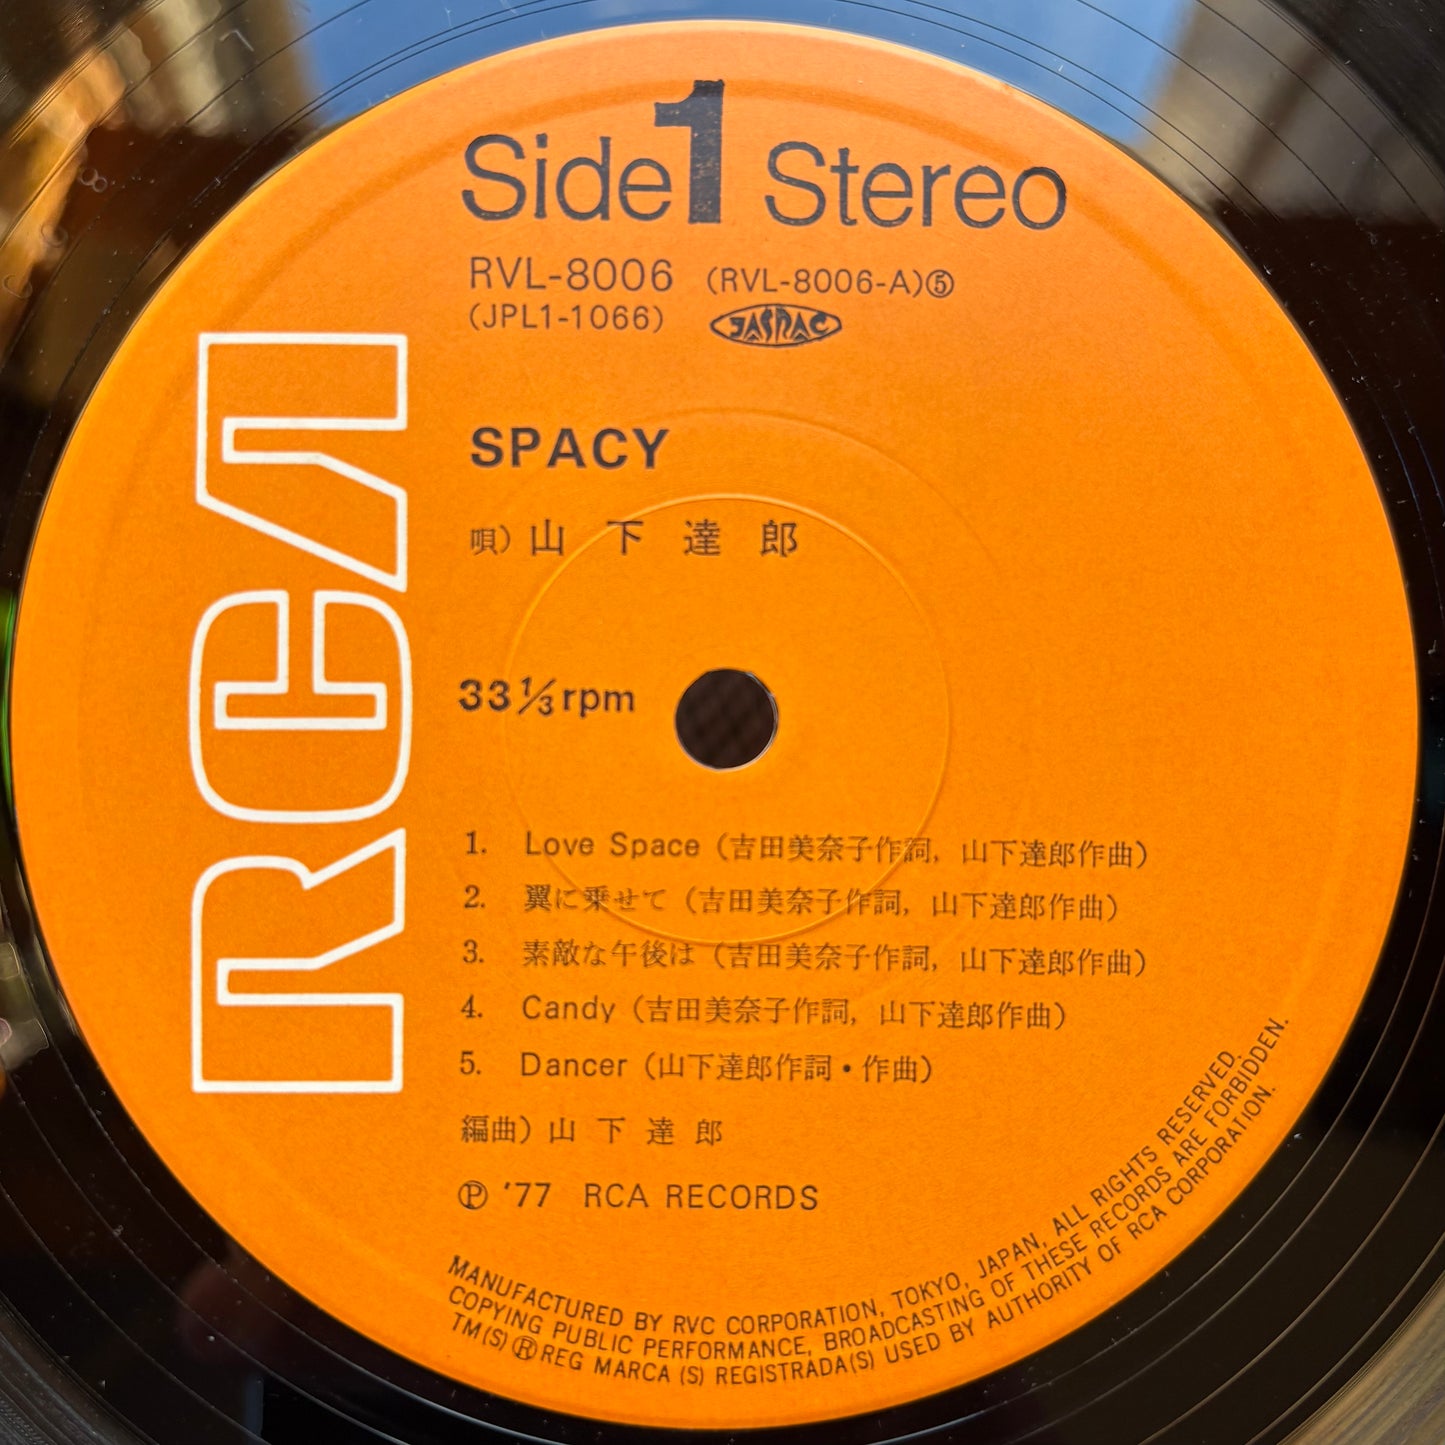 Side 1 Stereo
RVL-8006 (RVL-8006-A)⑤
(JPL1-1066) JASRAC
RCA
SPACY
唄）山下達郎
33 1/3 rpm
1. Love Space（吉田美奈子作詞，山下達郎作曲）
2. 翼に乗せて（吉田美奈子作詞，山下達郎作曲）
3. 素敵な午後は（吉田美奈子作詞，山下達郎作曲）
4. Candy（吉田美奈子作詞，山下達郎作曲）
5. Dancer（山下達郎作詞・作曲）
編曲）山下達郎
Ⓟ '77 RCA RECORDS
MANUFACTURED BY RVC CORPORATION, TOKYO, JAPAN, ALL RIGHTS RESERVED.
COPYING PUBLIC PERFORMANCE, BROADCASTING OF THESE RECORDS ARE FORBIDDEN.
TM(S) ® REG MARCA (S) REGISTRADA(S) USED BY AUTHORITY OF RCA CORPORATION.